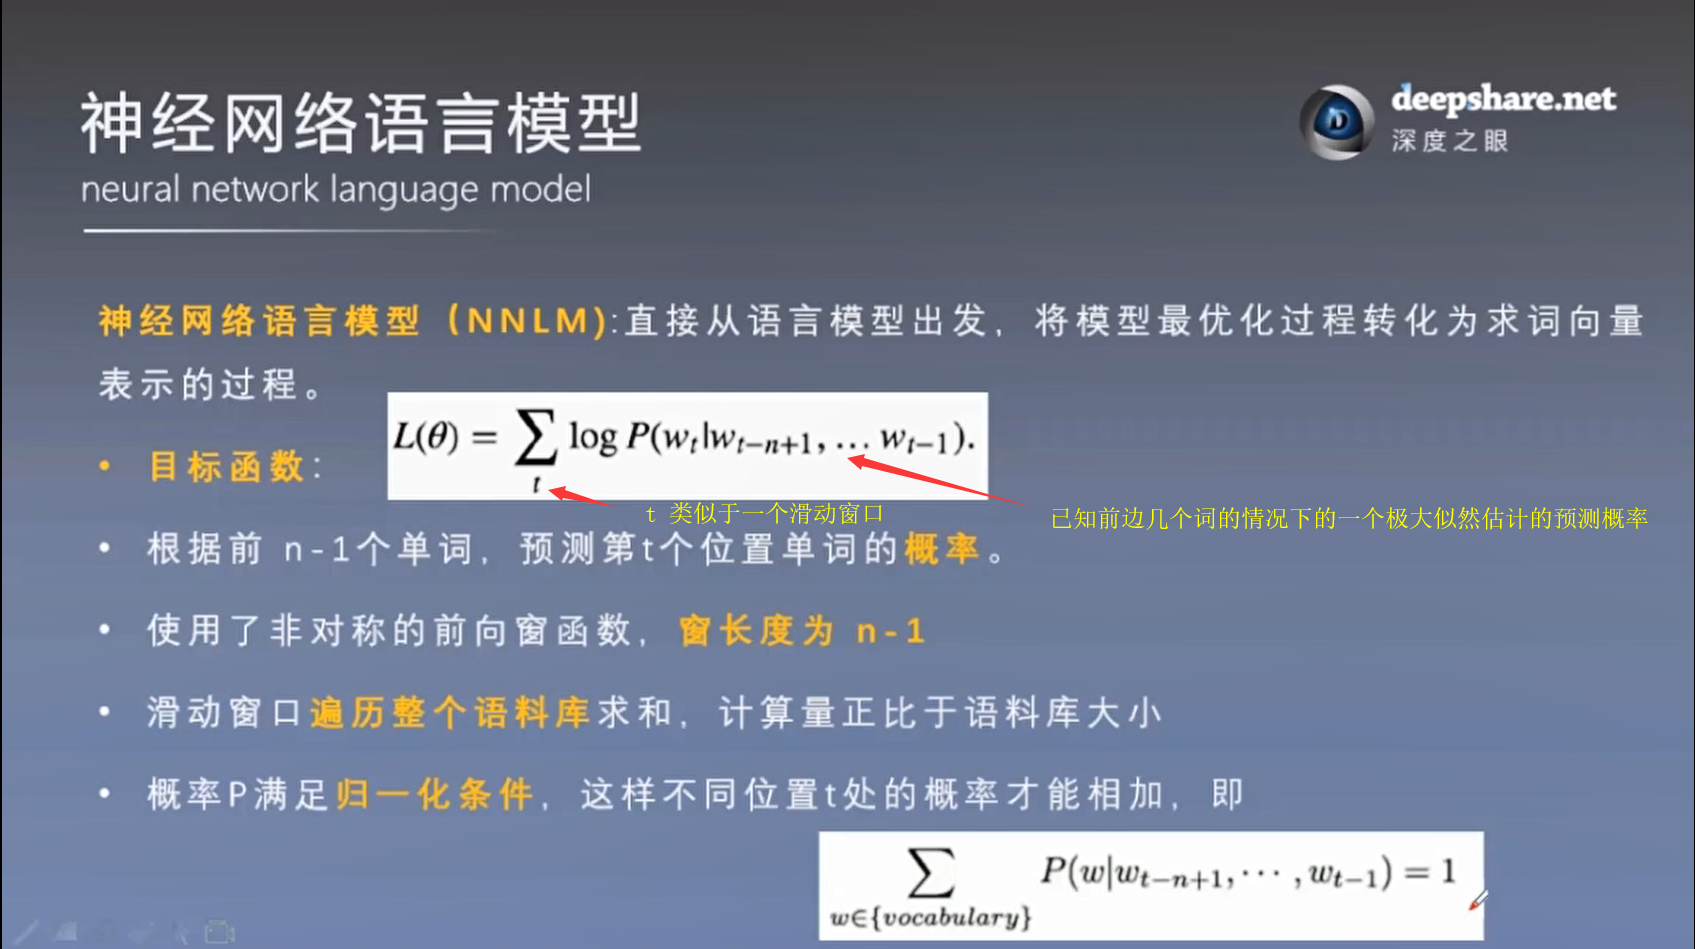 神经网络语言模型
neural network language model
deepshare.net
深度之眼
神经网络语言模型（NNLM):直接从语言模型出发，将模型最优化过程转化为求词向量
表示的过程。
• 目标函数:
L(θ) = ∑ log P(w_t|w_{t−n+1}, … w_{t−1}).
t
t 类似于一个滑动窗口
已知前边几个词的情况下的一个极大似然估计的预测概率
• 根据前 n-1个单词，预测第t个位置单词的概率。
• 使用了非对称的前向窗函数，窗长度为 n-1
• 滑动窗口遍历整个语料库求和，计算量正比于语料库大小
• 概率P满足归一化条件，这样不同位置t处的概率才能相加，即
∑ P(w|w_{t−n+1}, ⋯ , w_{t−1}) = 1
w∈{vocabulary}